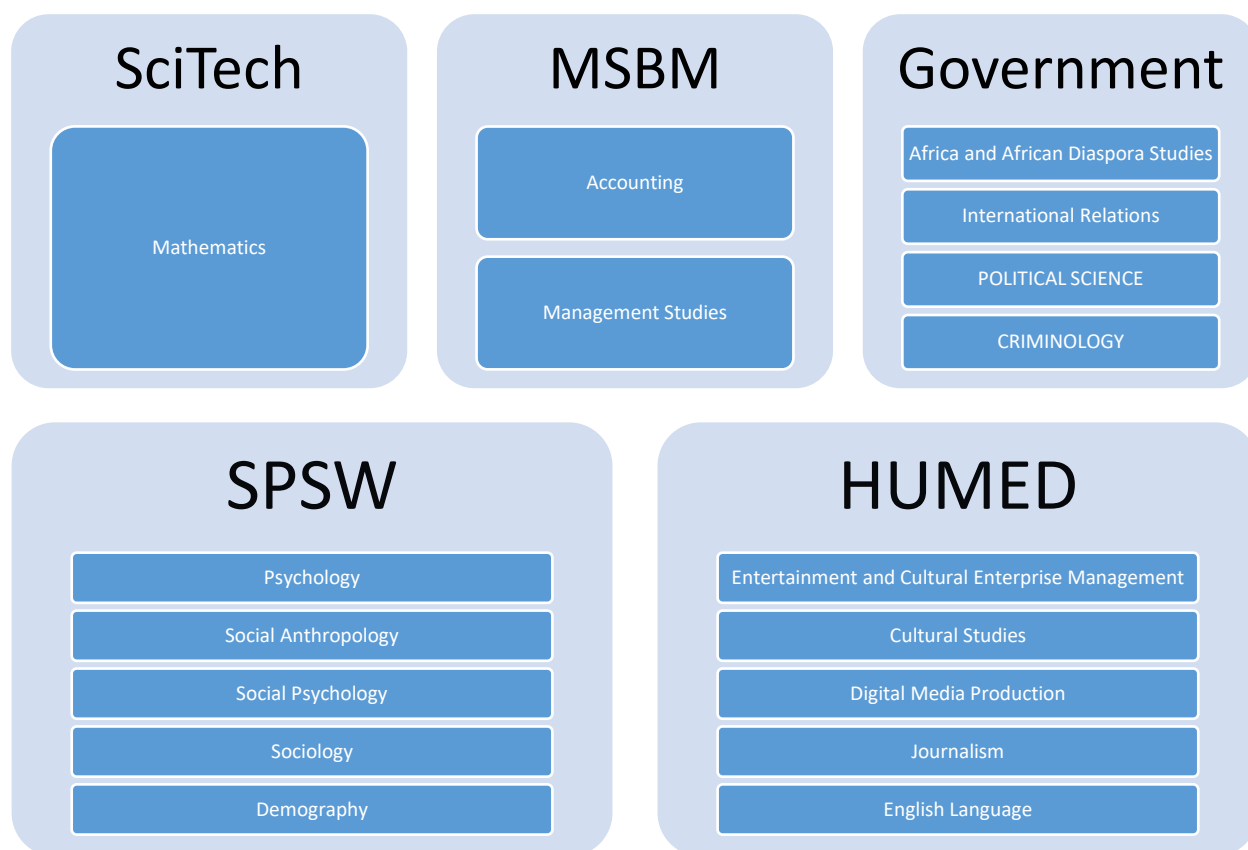 SciTech
Mathematics
MSBM
Accounting
Management Studies
Government
Africa and African Diaspora Studies
International Relations
POLITICAL SCIENCE
CRIMINOLOGY
SPSW
Psychology
Social Anthropology
Social Psychology
Sociology
Demography
HUMED
Entertainment and Cultural Enterprise Management
Cultural Studies
Digital Media Production
Journalism
English Language